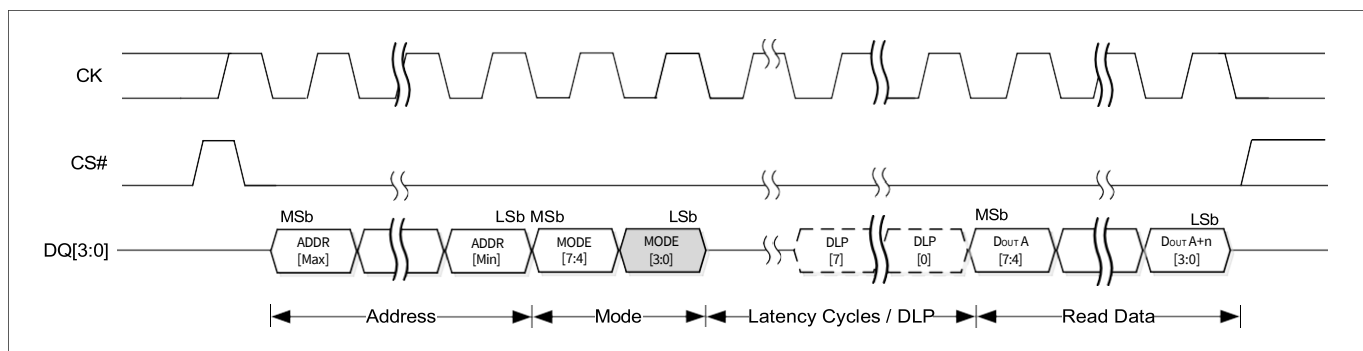 CK
CS#
MSb LSb MSb LSb MSb LSb
DQ[3:0]
ADDR
[Max]
ADDR
[Min]
MODE
[7:4]
MODE
[3:0]
DLP
[7]
DLP
[0]
DOUT A
[7:4]
DOUT A+n
[3:0]
Address Mode Latency Cycles / DLP Read Data